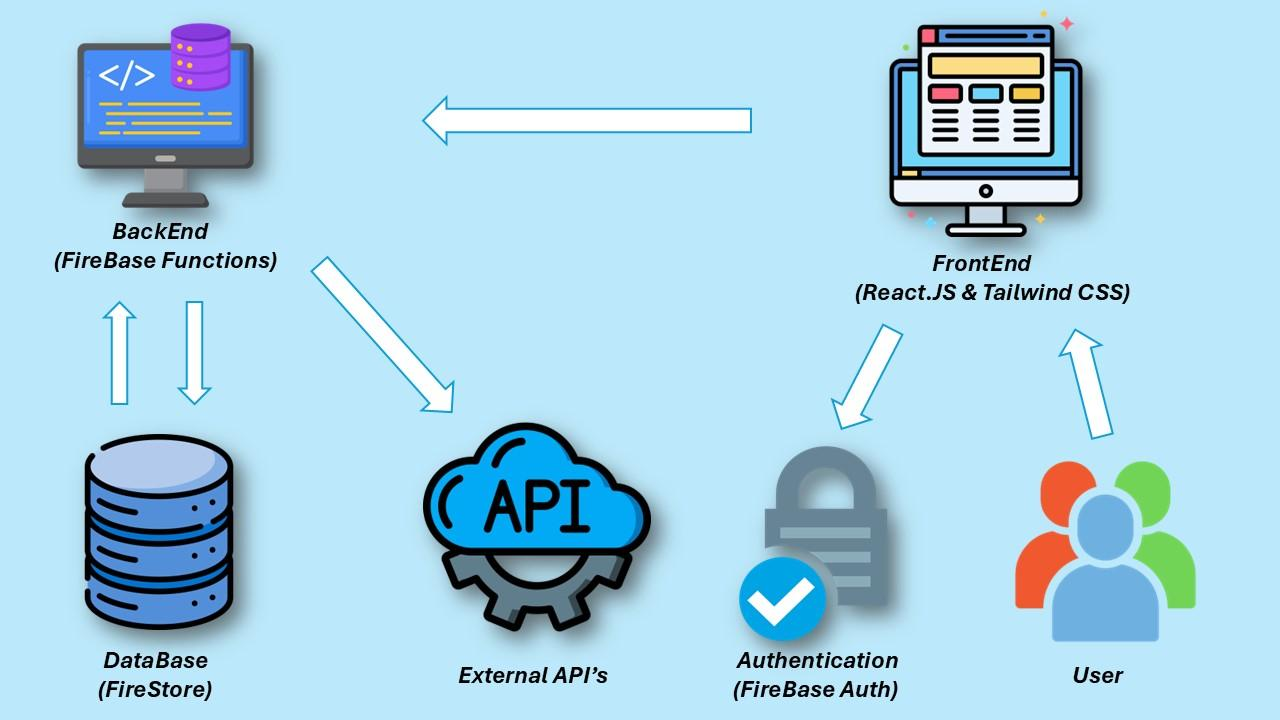 </>
BackEnd
(FireBase Functions)
FrontEnd
(React.JS & Tailwind CSS)
API
DataBase
(FireStore)
External API’s
Authentication
(FireBase Auth)
User